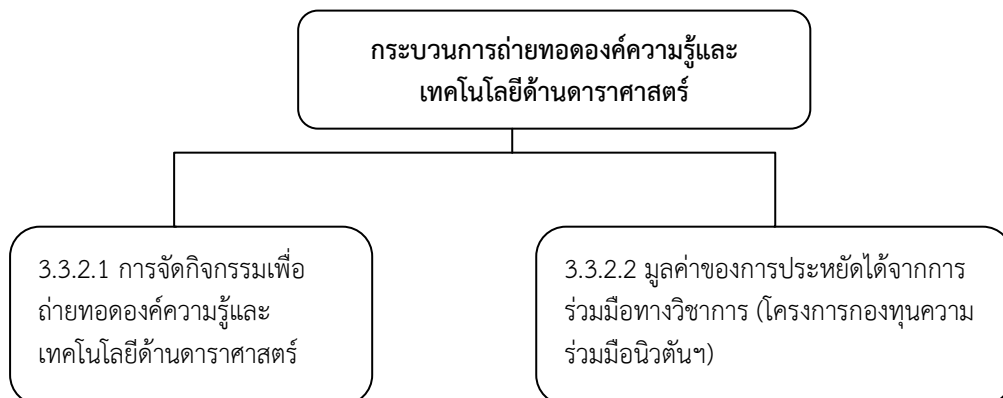 กระบวนการถ่ายทอดองค์ความรู้และ
เทคโนโลยีด้านดาราศาสตร์
3.3.2.1 การจัดกิจกรรมเพื่อ
ถ่ายทอดองค์ความรู้และ
เทคโนโลยีด้านดาราศาสตร์
3.3.2.2 มูลค่าของการประหยัดได้จากการ
ร่วมมือทางวิชาการ (โครงการกองทุนความ
ร่วมมือนิวตันฯ)